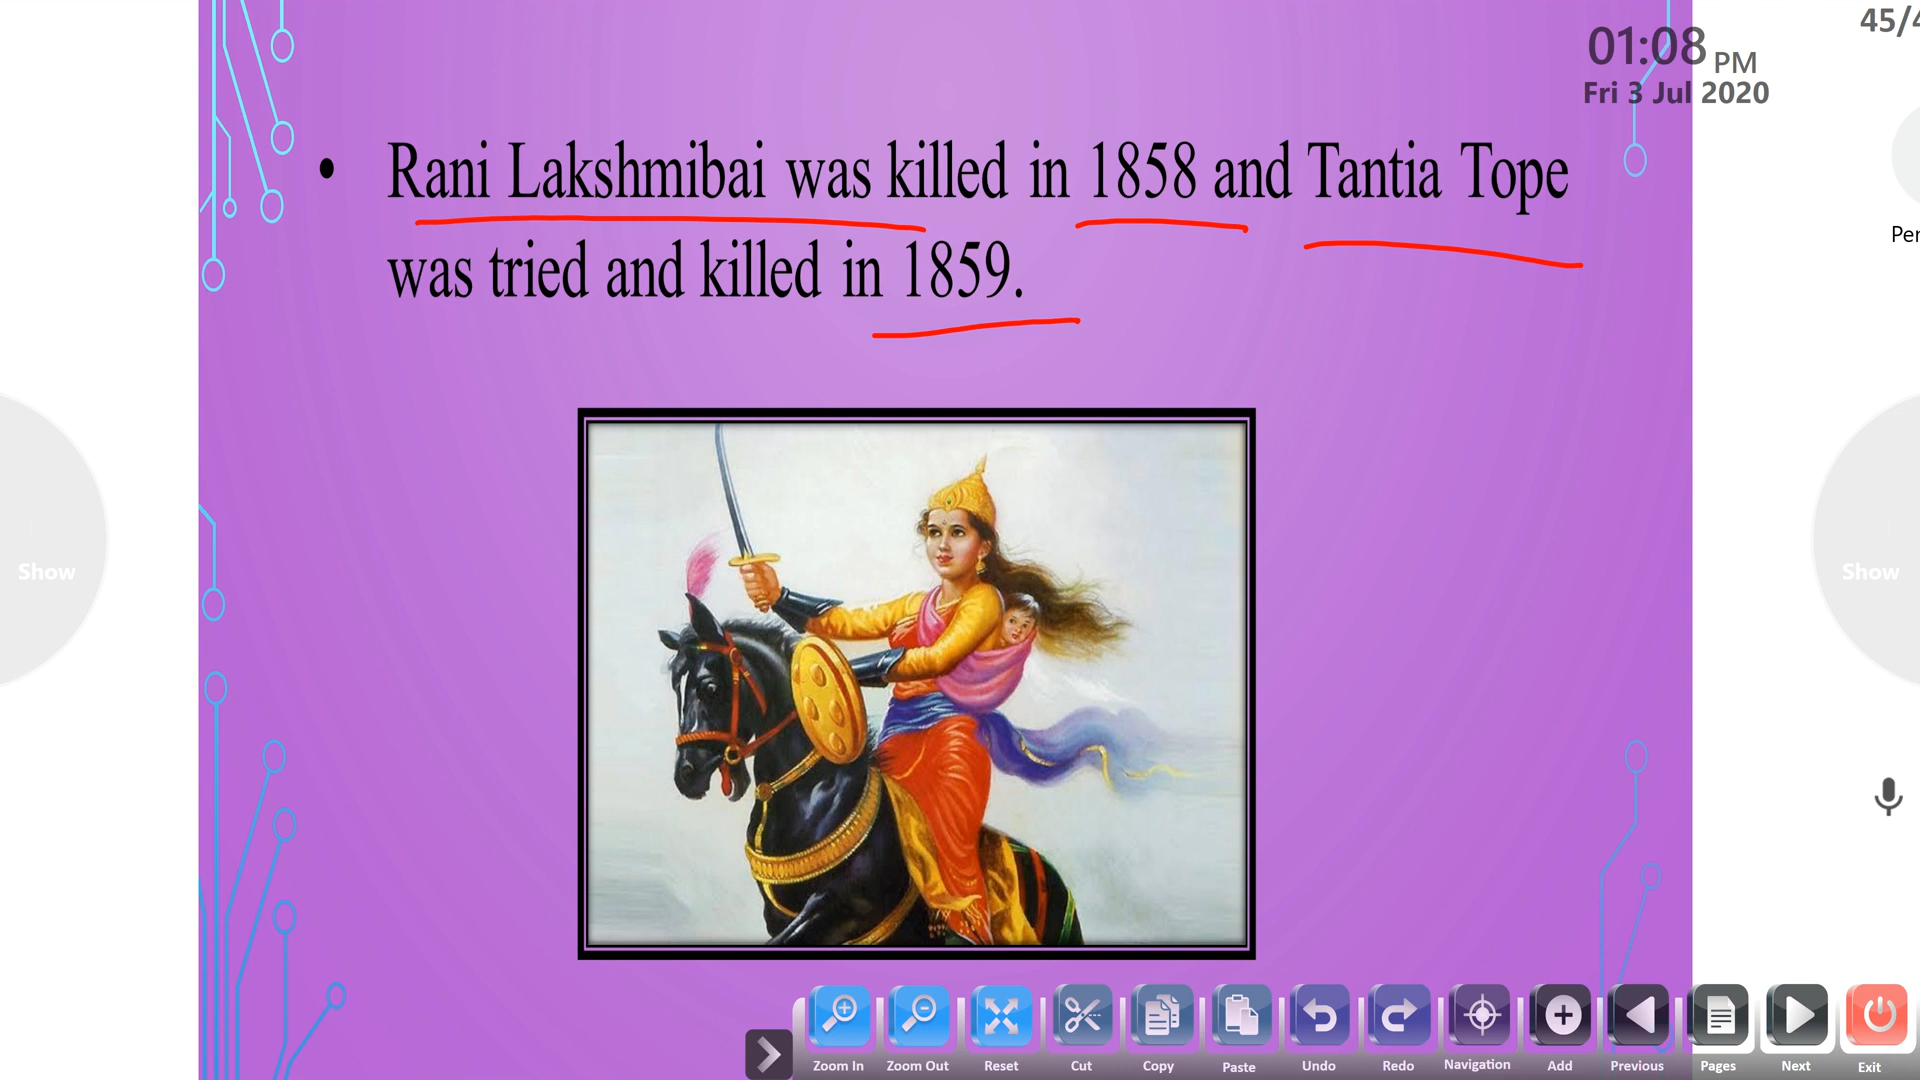 45/4
01:08 PM
Fri 3 Jul 2020
• Rani Lakshmibai was killed in 1858 and Tantia Tope
was tried and killed in 1859.
Per
Show
Show
Zoom In Zoom Out Reset Cut Copy Paste Undo Redo Navigation Add Previous Pages Next Exit